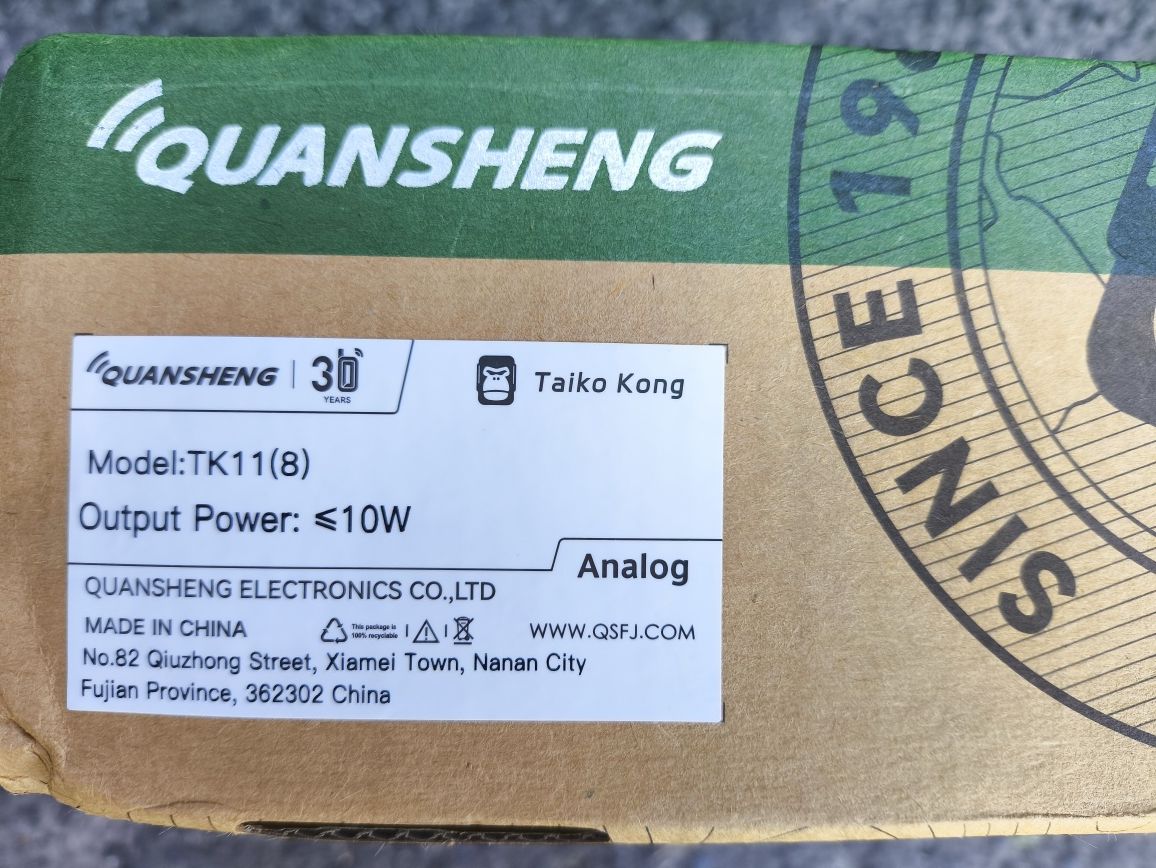 QUANSHENG
QUANSHENG | 30
YEARS
Taiko Kong
Model:TK11(8)
Output Power: ≤10W
Analog
QUANSHENG ELECTRONICS CO.,LTD
MADE IN CHINA
This package is
100% recyclable
WWW.QSFJ.COM
No.82 Qiuzhong Street, Xiamei Town, Nanan City
Fujian Province, 362302 China
SINCE